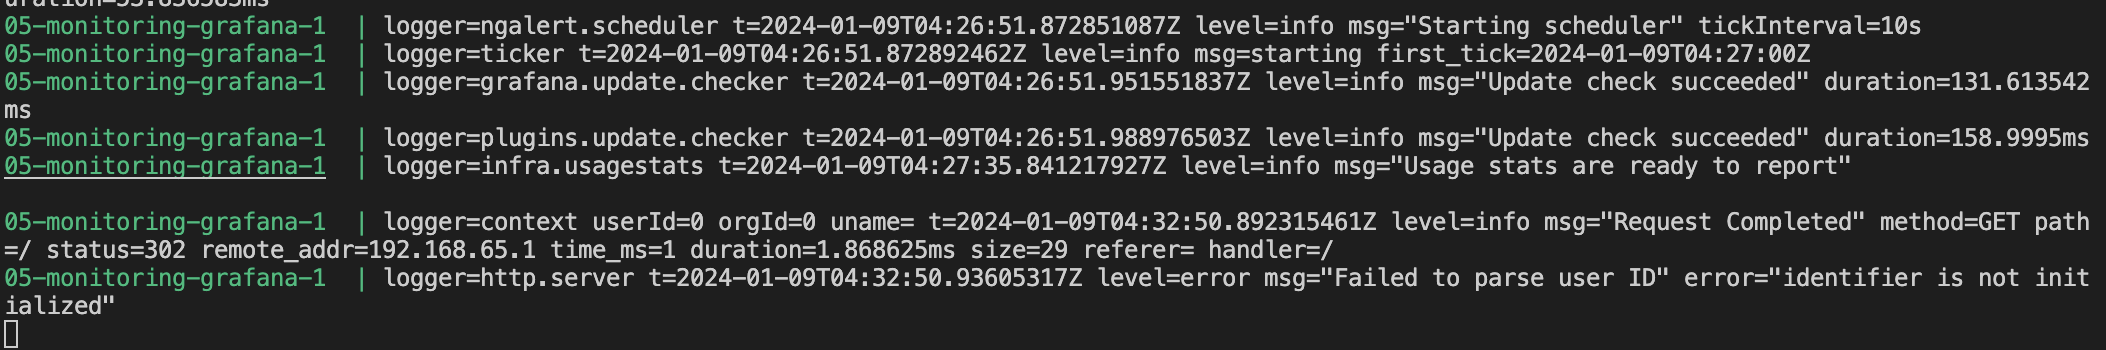 05-monitoring-grafana-1  | logger=ngalert.scheduler t=2024-01-09T04:26:51.872851087Z level=info msg="Starting scheduler" tickInterval=10s
05-monitoring-grafana-1  | logger=ticker t=2024-01-09T04:26:51.872892462Z level=info msg=starting first_tick=2024-01-09T04:27:00Z
05-monitoring-grafana-1  | logger=grafana.update.checker t=2024-01-09T04:26:51.951551837Z level=info msg="Update check succeeded" duration=131.613542
ms
05-monitoring-grafana-1  | logger=plugins.update.checker t=2024-01-09T04:26:51.988976503Z level=info msg="Update check succeeded" duration=158.9995ms
05-monitoring-grafana-1  | logger=infra.usagestats t=2024-01-09T04:27:35.841217927Z level=info msg="Usage stats are ready to report"
05-monitoring-grafana-1  | logger=context userId=0 orgId=0 uname= t=2024-01-09T04:32:50.892315461Z level=info msg="Request Completed" method=GET path
=/ status=302 remote_addr=192.168.65.1 time_ms=1 duration=1.868625ms size=29 referer= handler=/
05-monitoring-grafana-1  | logger=http.server t=2024-01-09T04:32:50.93605317Z level=error msg="Failed to parse user ID" error="identifier is not init
ialized"